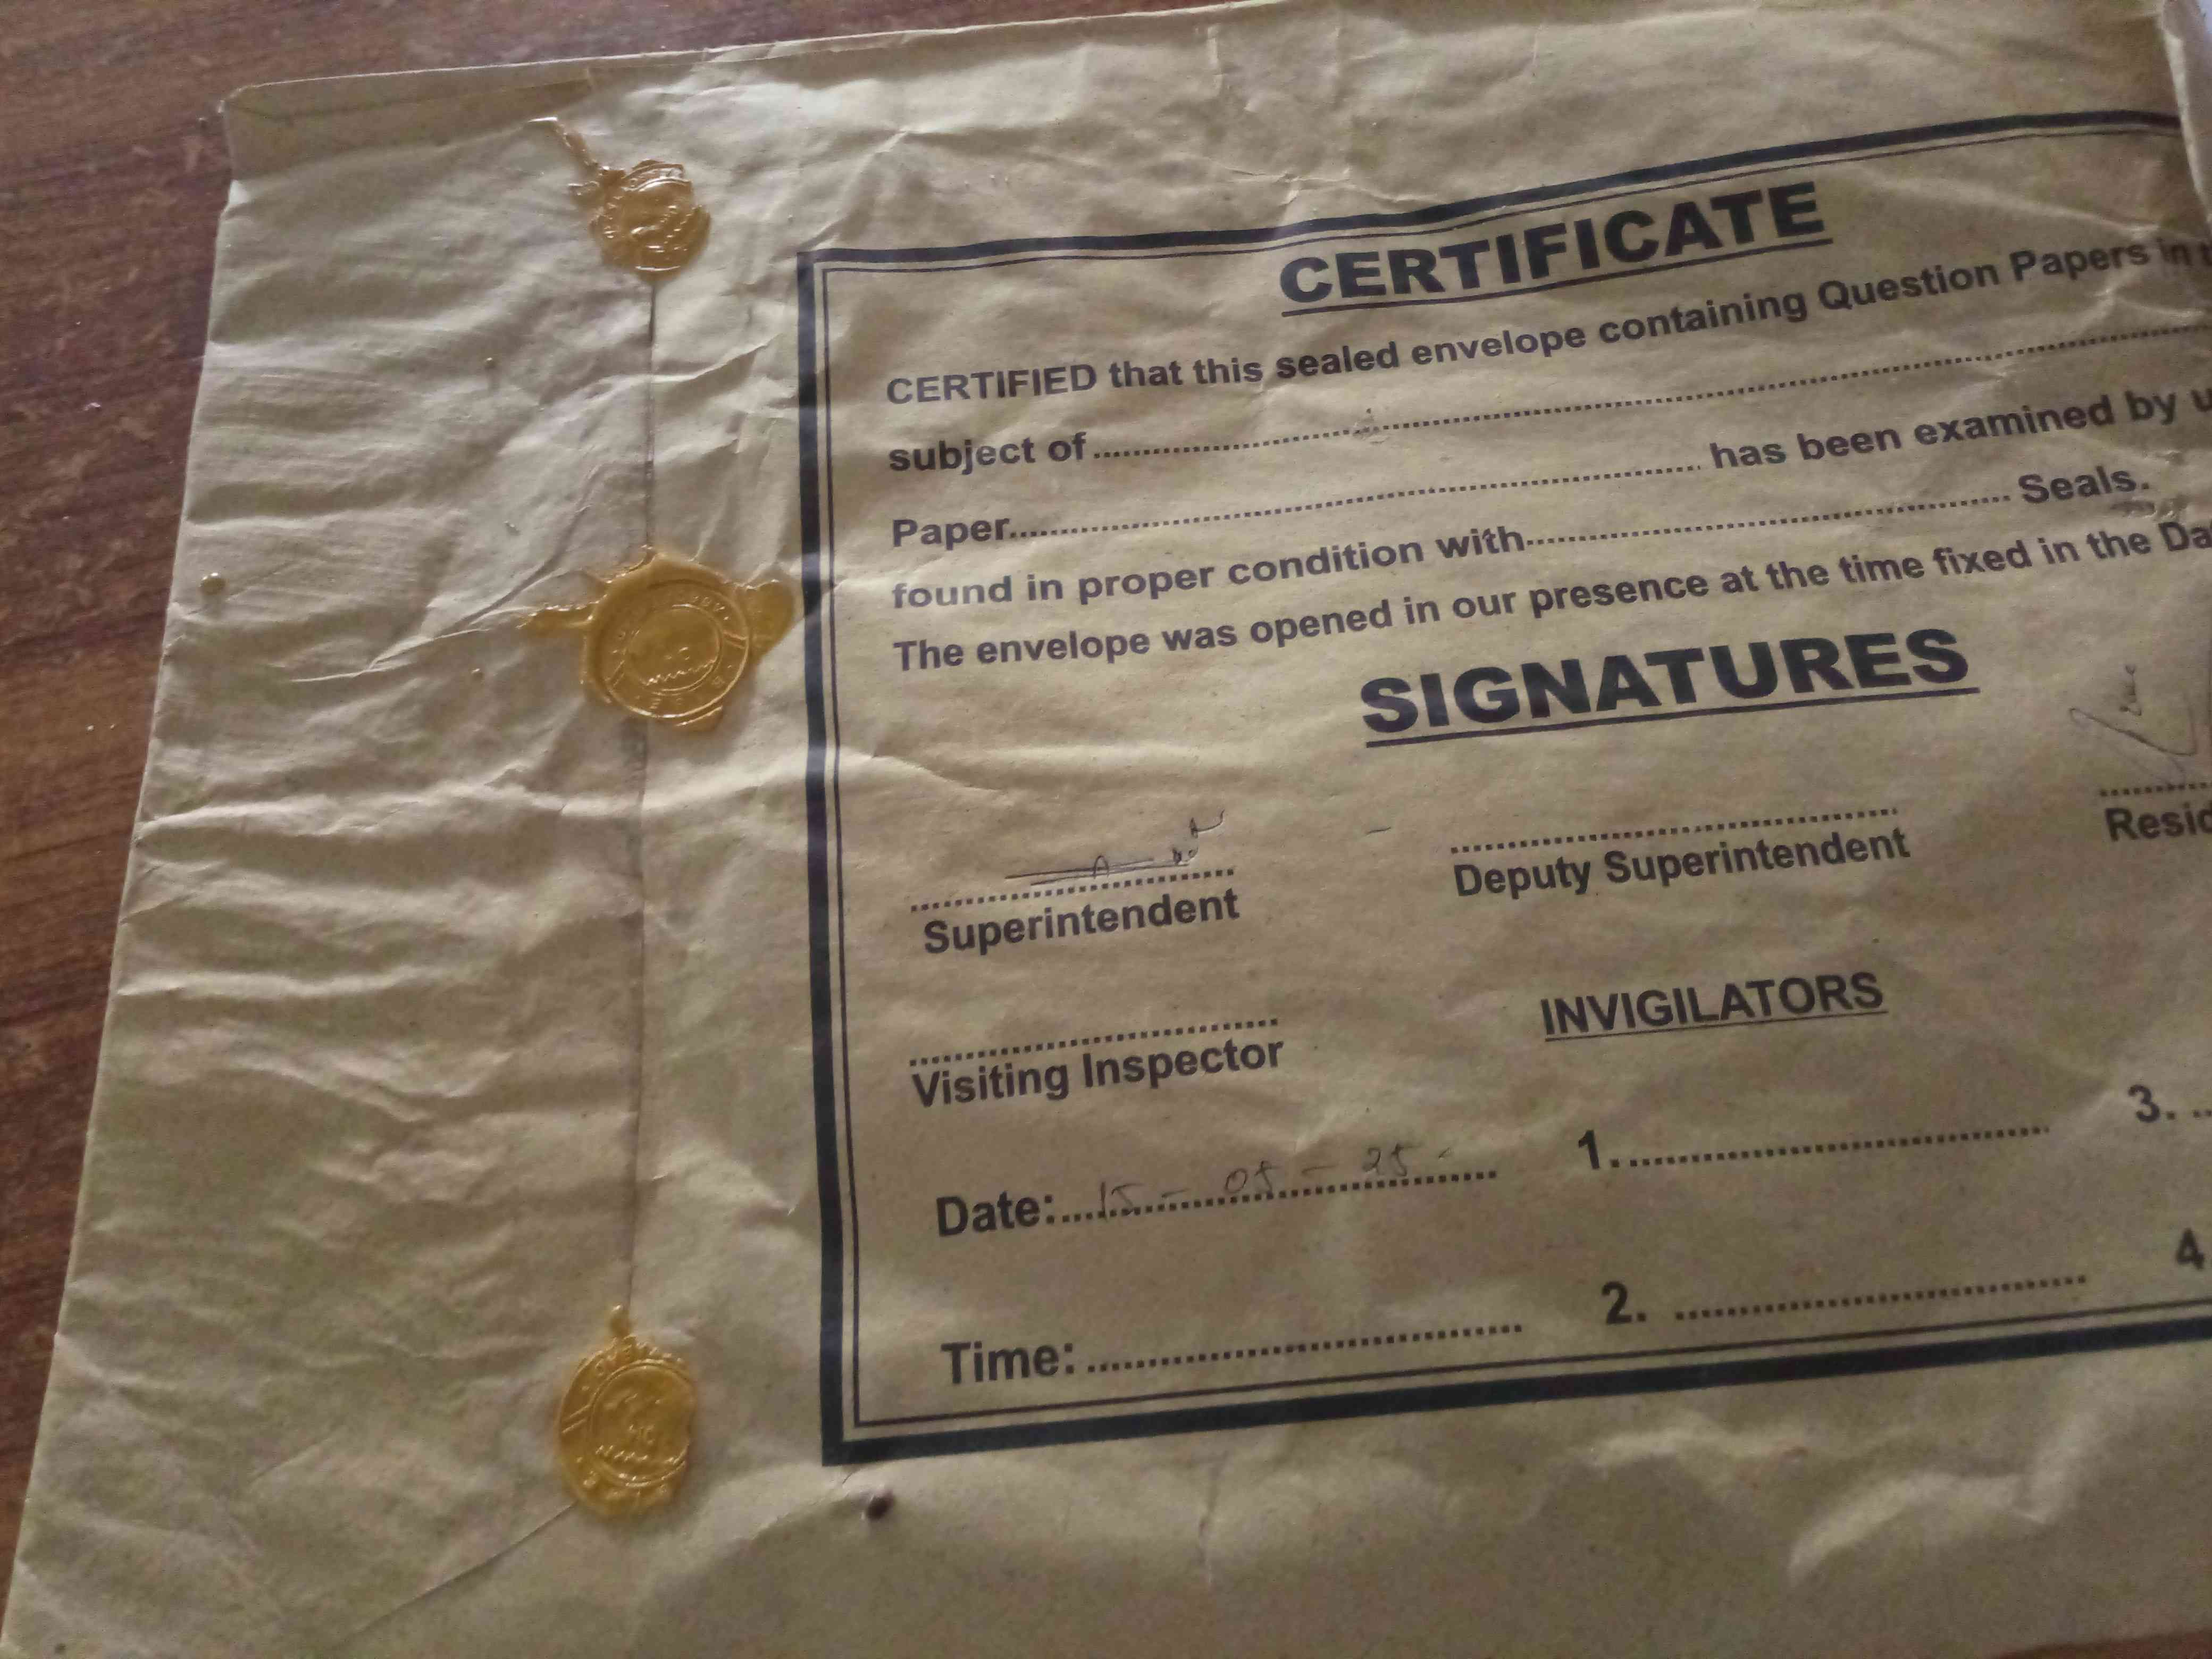 CERTIFICATE
CERTIFIED that this sealed envelope containing Question Papers in
subject of
Paper has been examined by
found in proper condition with Seals.
The envelope was opened in our presence at the time fixed in the
SIGNATURES
Superintendent
Deputy Superintendent
Visiting Inspector
INVIGILATORS
Date: 15 - 05 - 25
1.
3.
Time:
2.
4